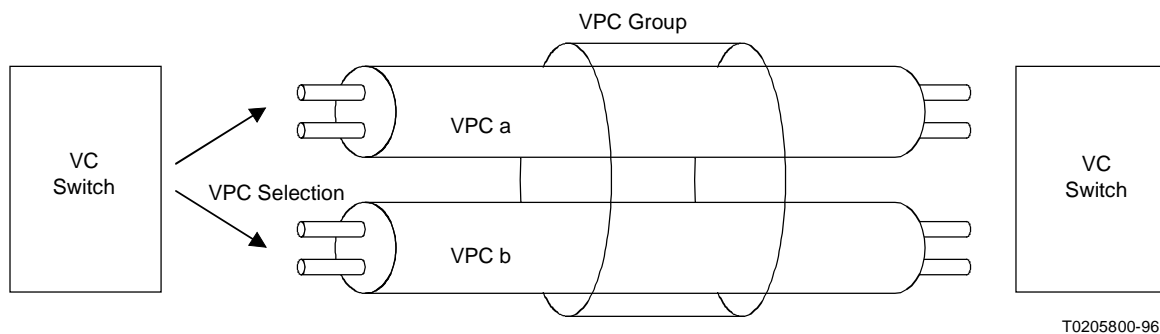 VPC Group
VPC a
VC
Switch
VPC Selection
VPC b
VC
Switch
T0205800-96